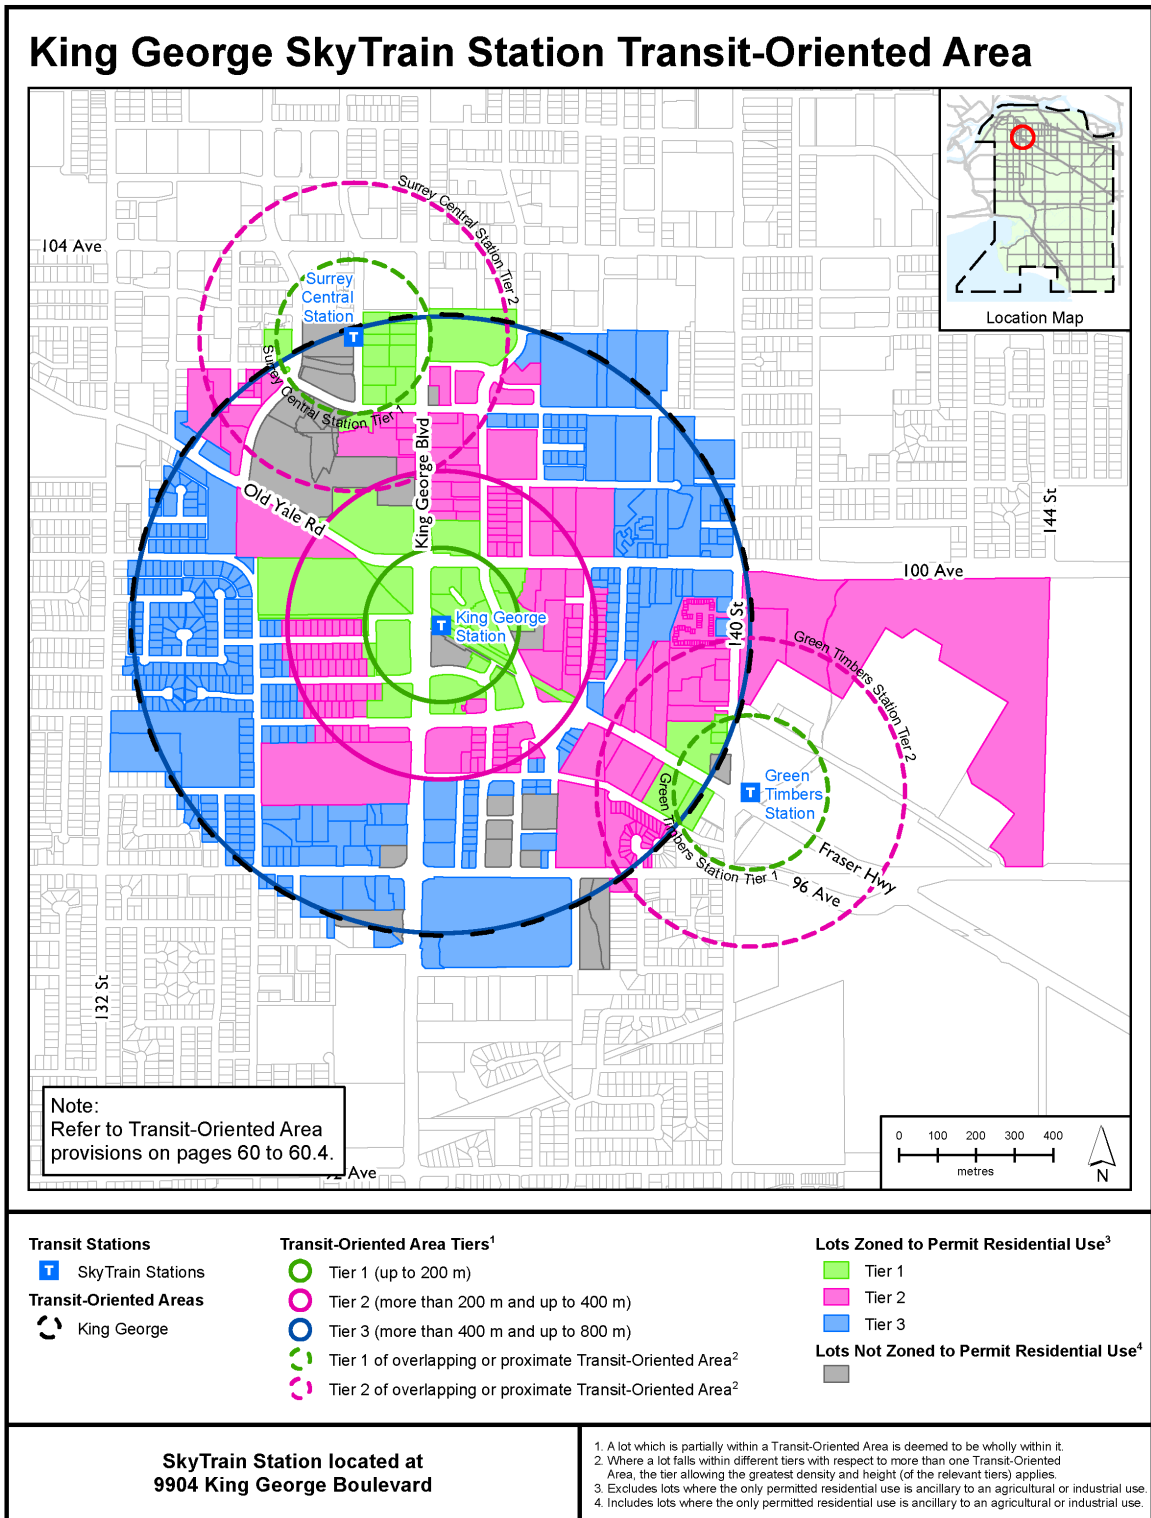 King George SkyTrain Station Transit-Oriented Area
Location Map
104 Ave
Surrey Central Station Tier 2
Surrey
Central
Station
T
Surrey Central Station Tier 1
King George Blvd
Old Yale Rd
144 St
100 Ave
King George
Station
T
140 St
Green Timbers Station Tier 2
Green
Timbers
Station
T
Green Timbers Station Tier 1
Fraser Hwy
96 Ave
132 St
Note:
Refer to Transit-Oriented Area
provisions on pages 60 to 60.4.
Ave
0 100 200 300 400
metres
N
Transit Stations
T SkyTrain Stations
Transit-Oriented Areas
King George
Transit-Oriented Area Tiers1
Tier 1 (up to 200 m)
Tier 2 (more than 200 m and up to 400 m)
Tier 3 (more than 400 m and up to 800 m)
Tier 1 of overlapping or proximate Transit-Oriented Area2
Tier 2 of overlapping or proximate Transit-Oriented Area2
Lots Zoned to Permit Residential Use3
Tier 1
Tier 2
Tier 3
Lots Not Zoned to Permit Residential Use4
SkyTrain Station located at
9904 King George Boulevard
1. A lot which is partially within a Transit-Oriented Area is deemed to be wholly within it.
2. Where a lot falls within different tiers with respect to more than one Transit-Oriented
Area, the tier allowing the greatest density and height (of the relevant tiers) applies.
3. Excludes lots where the only permitted residential use is ancillary to an agricultural or industrial use.
4. Includes lots where the only permitted residential use is ancillary to an agricultural or industrial use.